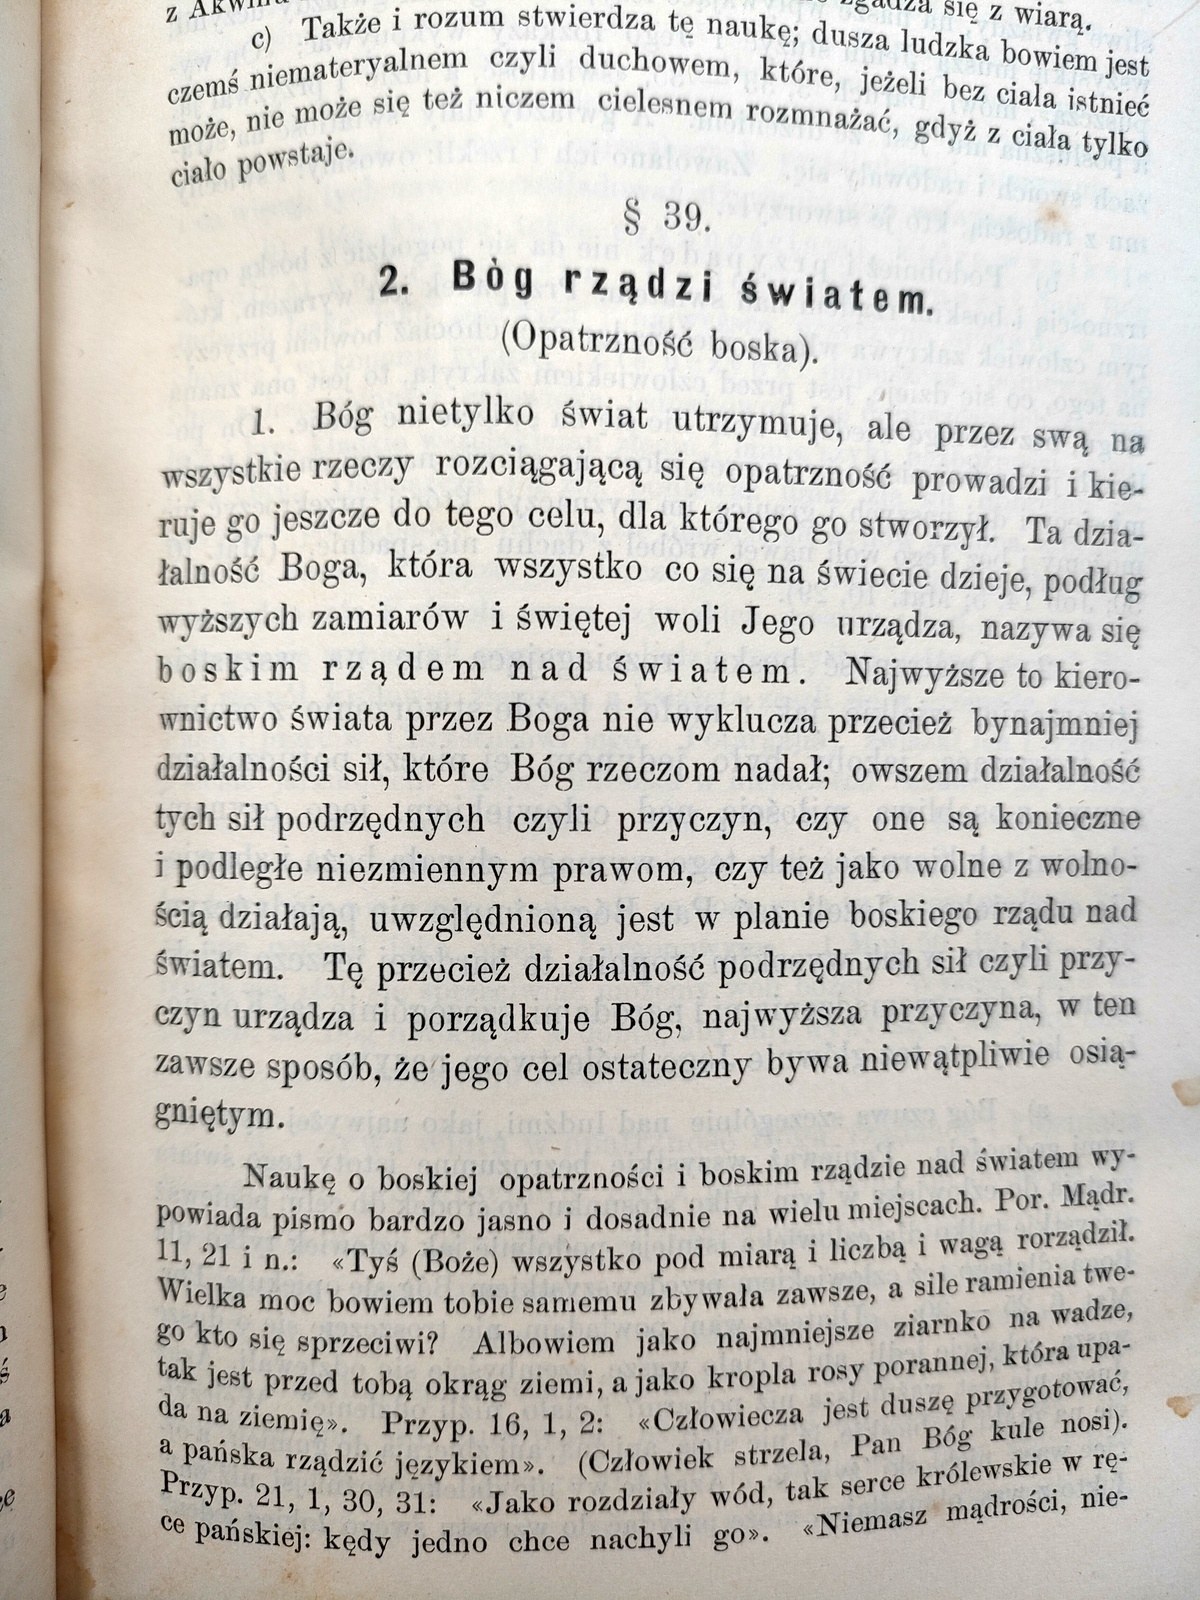 się z wiarą.
c) Także i rozum stwierdza tę naukę; dusza ludzka bowiem jest
czemś niemateryalnem czyli duchowem, które, jeżeli bez ciala istnieć
może, nie może się też niczem cielesnem rozmnażać, gdyż z ciała tylko
ciało powstaje.
§ 39.
2. Bòg rządzi światem.
(Opatrzność boska).
1. Bóg nietylko świat utrzymuje, ale przez swą na
wszystkie rzeczy rozciągającą się opatrzność prowadzi i kie-
ruje go jeszcze do tego celu, dla którego go stworzył. Ta dzia-
łalność Boga, która wszystko co się na świecie dzieje, podług
wyższych zamiarów i świętej woli Jego urządza, nazywa się
boskim rządem nad światem. Najwyższe to kiero-
wnictwo świata przez Boga nie wyklucza przecież bynajmniej
działalności sił, które Bóg rzeczom nadał; owszem działalność
tych sił podrzędnych czyli przyczyn, czy one są konieczne
i podległe niezmiennym prawom, czy też jako wolne z wolno-
ścią działają, uwzględnioną jest w planie boskiego rządu nad
światem. Tę przecież działalność podrzędnych sił czyli przy-
czyn urządza i porządkuje Bóg, najwyższa przyczyna, w ten
zawsze sposób, że jego cel ostateczny bywa niewątpliwie osią-
gniętym.
Naukę o boskiej opatrzności i boskim rządzie nad światem wy-
powiada pismo bardzo jasno i dosadnie na wielu miejscach. Por. Mądr.
11, 21 i n.: «Tyś (Boże) wszystko pod miarą i liczbą i wagą rorządził.
Wielka moc bowiem tobie samemu zbywała zawsze, a sile ramienia twe-
go kto się sprzeciwi? Albowiem jako najmniejsze ziarnko na wadze,
tak jest przed tobą okrąg ziemi, a jako kropla rosy porannej, która upa-
da na ziemię». Przyp. 16, 1, 2: «Człowiecza jest duszę przygotować,
a pańska rządzić językiem». (Człowiek strzela, Pan Bóg kule nosi).
Przyp. 21, 1, 30, 31: «Jako rozdziały wód, tak serce królewskie w rę-
ce pańskiej: kędy jedno chce nachyli go». «Niemasz mądrości, nie-